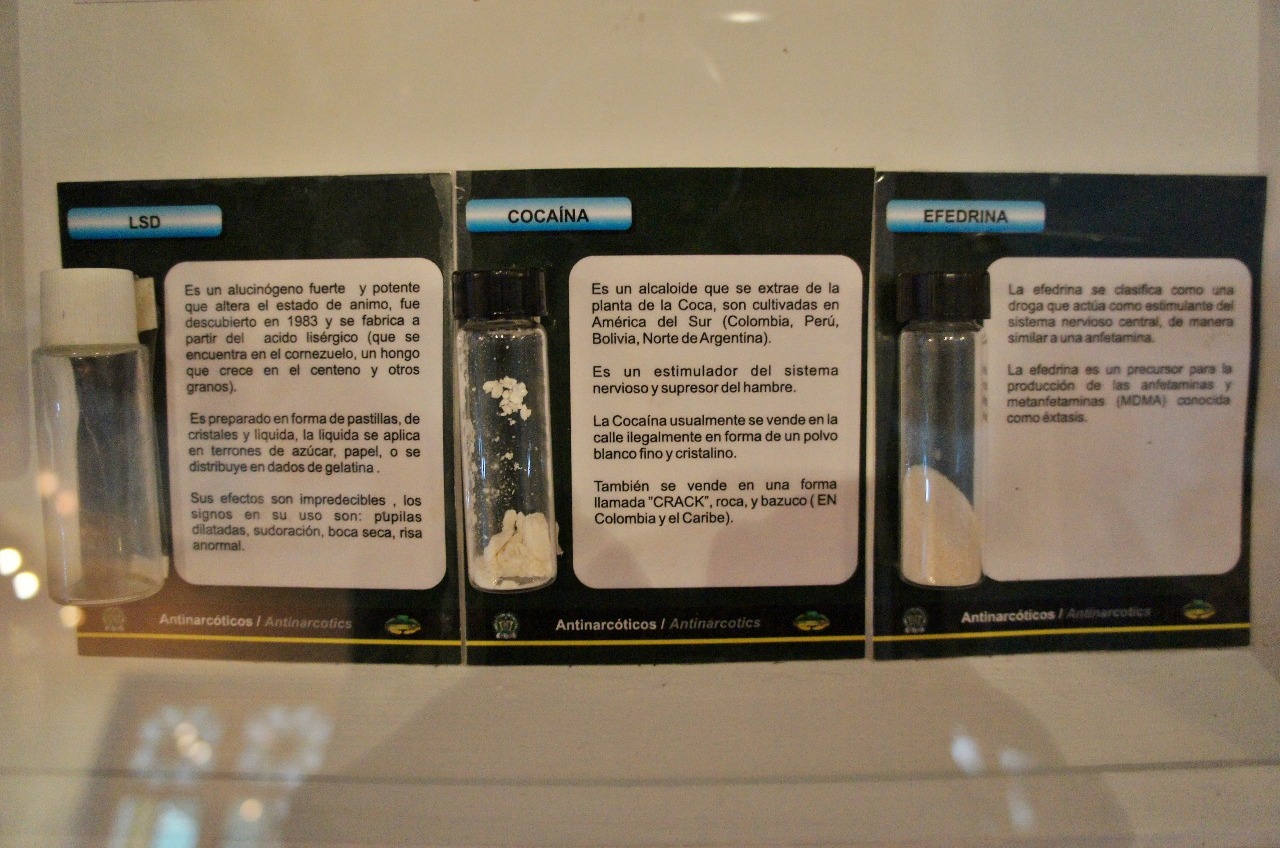 LSD
Es un alucinógeno fuerte y potente
que altera el estado de animo, fue
descubierto en 1983 y se fabrica a
partir del acido lisérgico (que se
encuentra en el cornezuelo, un hongo
que crece en el centeno y otros
granos).
Es preparado en forma de pastillas, de
cristales y liquida, la liquida se aplica
en terrones de azúcar, papel, o se
distribuye en dados de gelatina .
Sus efectos son impredecibles , los
signos en su uso son: pupilas
dilatadas, sudoración, boca seca, risa
anormal.
Antinarcóticos / Antinarcotics
COCAÍNA
Es un alcaloide que se extrae de la
planta de la Coca, son cultivadas en
América del Sur (Colombia, Perú,
Bolivia, Norte de Argentina).
Es un estimulador del sistema
nervioso y supresor del hambre.
La Cocaína usualmente se vende en la
calle ilegalmente en forma de un polvo
blanco fino y cristalino.
También se vende en una forma
llamada "CRACK", roca, y bazuco ( EN
Colombia y el Caribe).
Antinarcóticos / Antinarcotics
EFEDRINA
La efedrina se clasifica como una
droga que actúa como estimulante del
sistema nervioso central, de manera
similar a una anfetamina.
La efedrina es un precursor para la
producción de las anfetaminas y
metanfetaminas (MDMA) conocida
como éxtasis.
Antinarcóticos / Antinarcotics